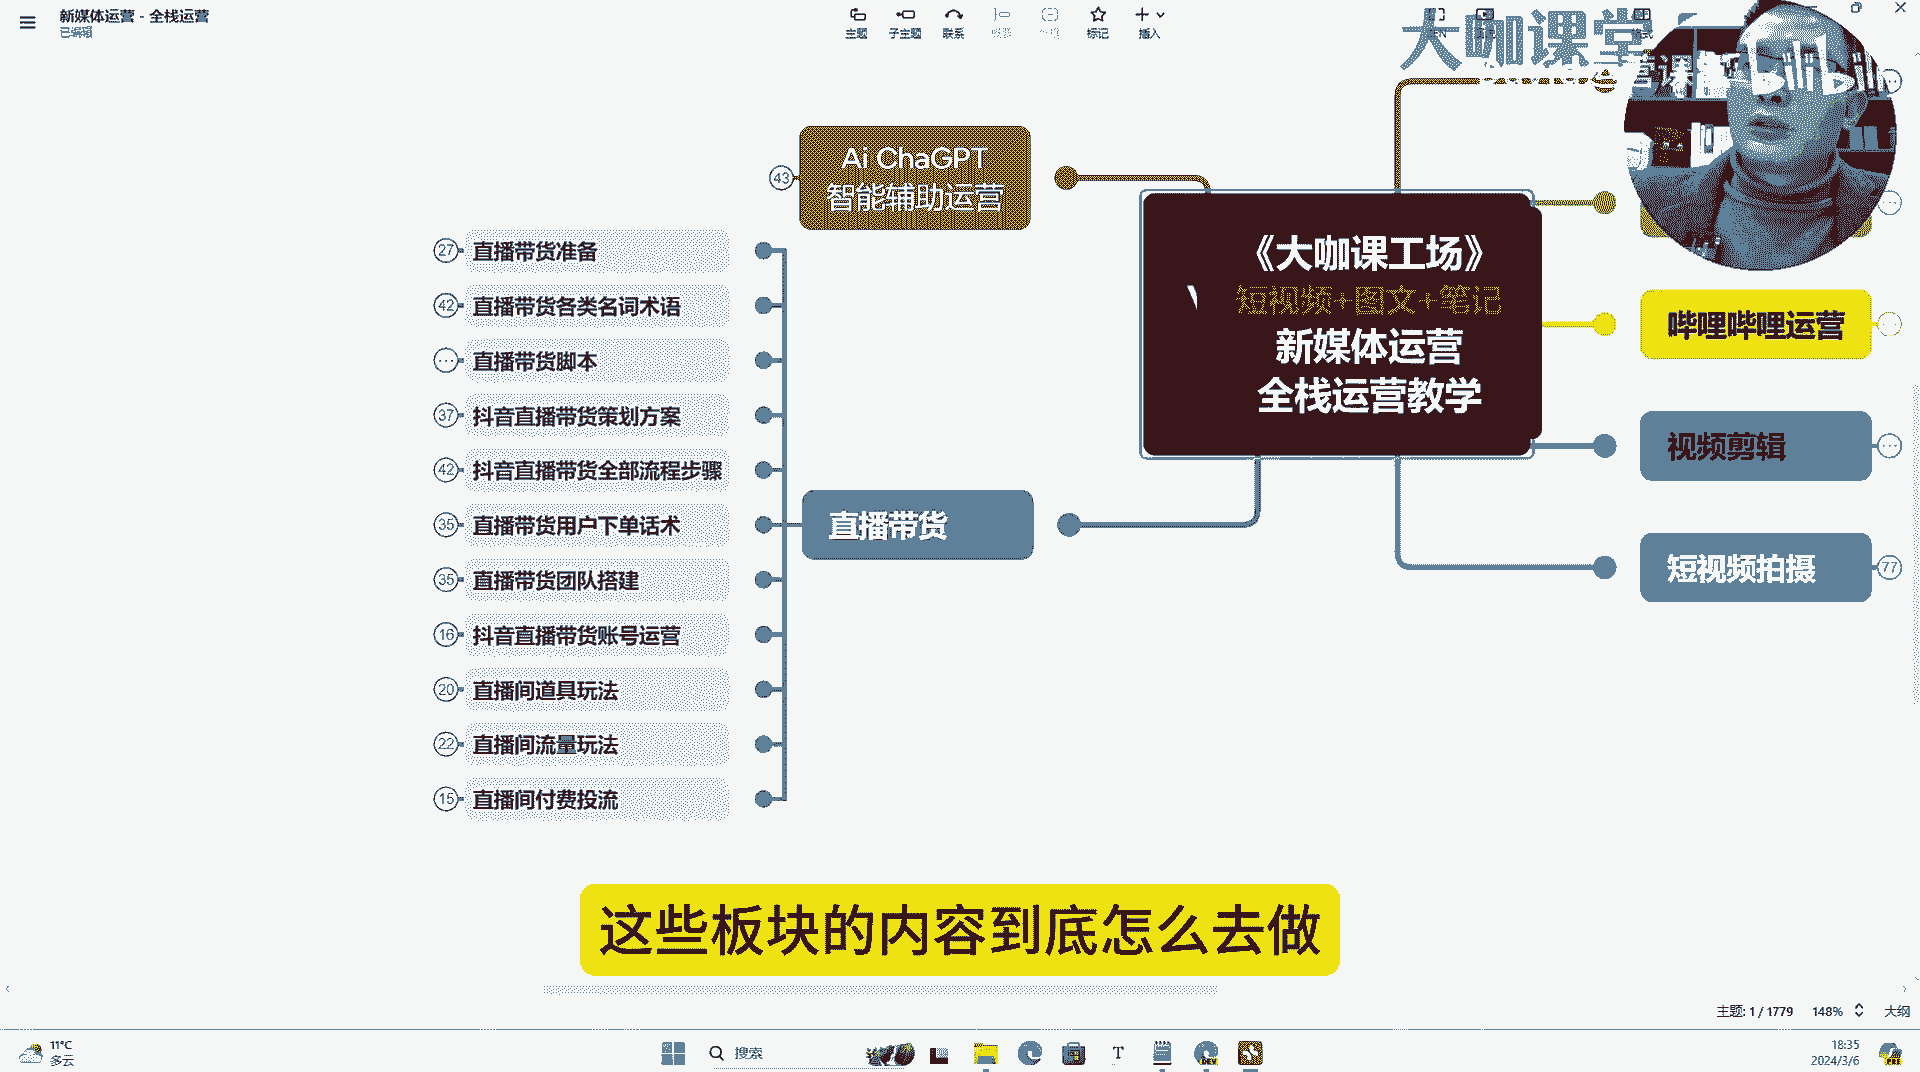 新媒体运营 - 全栈运营
已编辑
主题
子主题
联系
标记
插入
大咖课堂
bilibili
Ai ChaGPT
智能辅助运营
43
《大咖课工场》
短视频+图文+笔记
新媒体运营
全栈运营教学
哔哩哔哩运营
视频剪辑
短视频拍摄
77
直播带货
27
直播带货准备
42
直播带货各类名词术语
直播带货脚本
37
抖音直播带货策划方案
42
抖音直播带货全部流程步骤
35
直播带货用户下单话术
35
直播带货团队搭建
16
抖音直播带货账号运营
20
直播间道具玩法
22
直播间流量玩法
15
直播间付费投流
这些板块的内容到底怎么去做
主题: 1 / 1779
148%
大纲
11°C
多云
搜索
T
DEV
18:35
2024/3/6
PRE